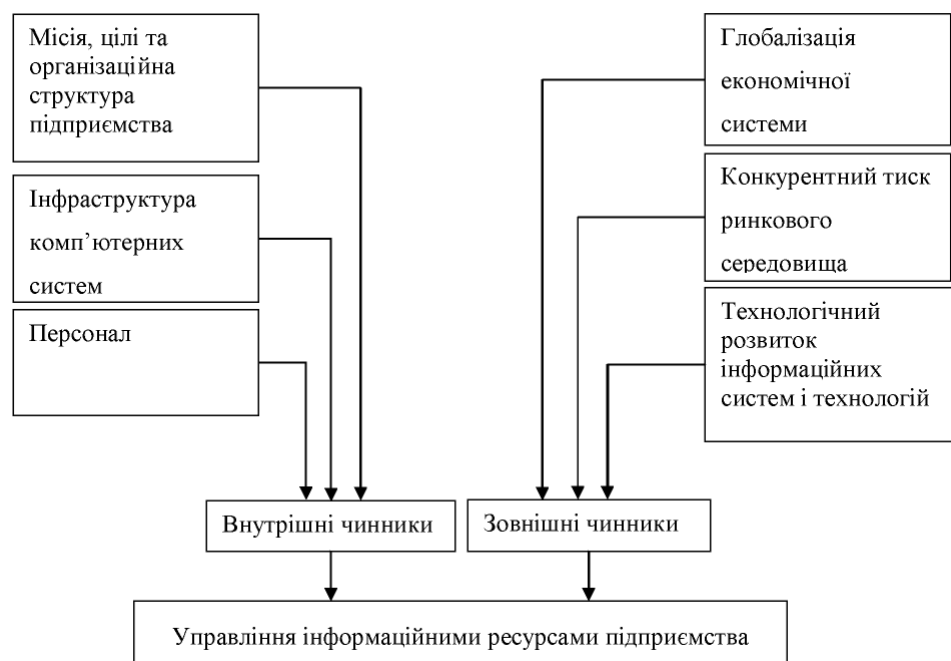 Місія, цілі та
організаційна
структура
підприємства
Інфраструктура
комп’ютерних
систем
Персонал
Глобалізація
економічної
системи
Конкурентний тиск
ринкового
середовища
Технологічний
розвиток
інформаційних
систем і технологій
Внутрішні чинники
Зовнішні чинники
Управління інформаційними ресурсами підприємства